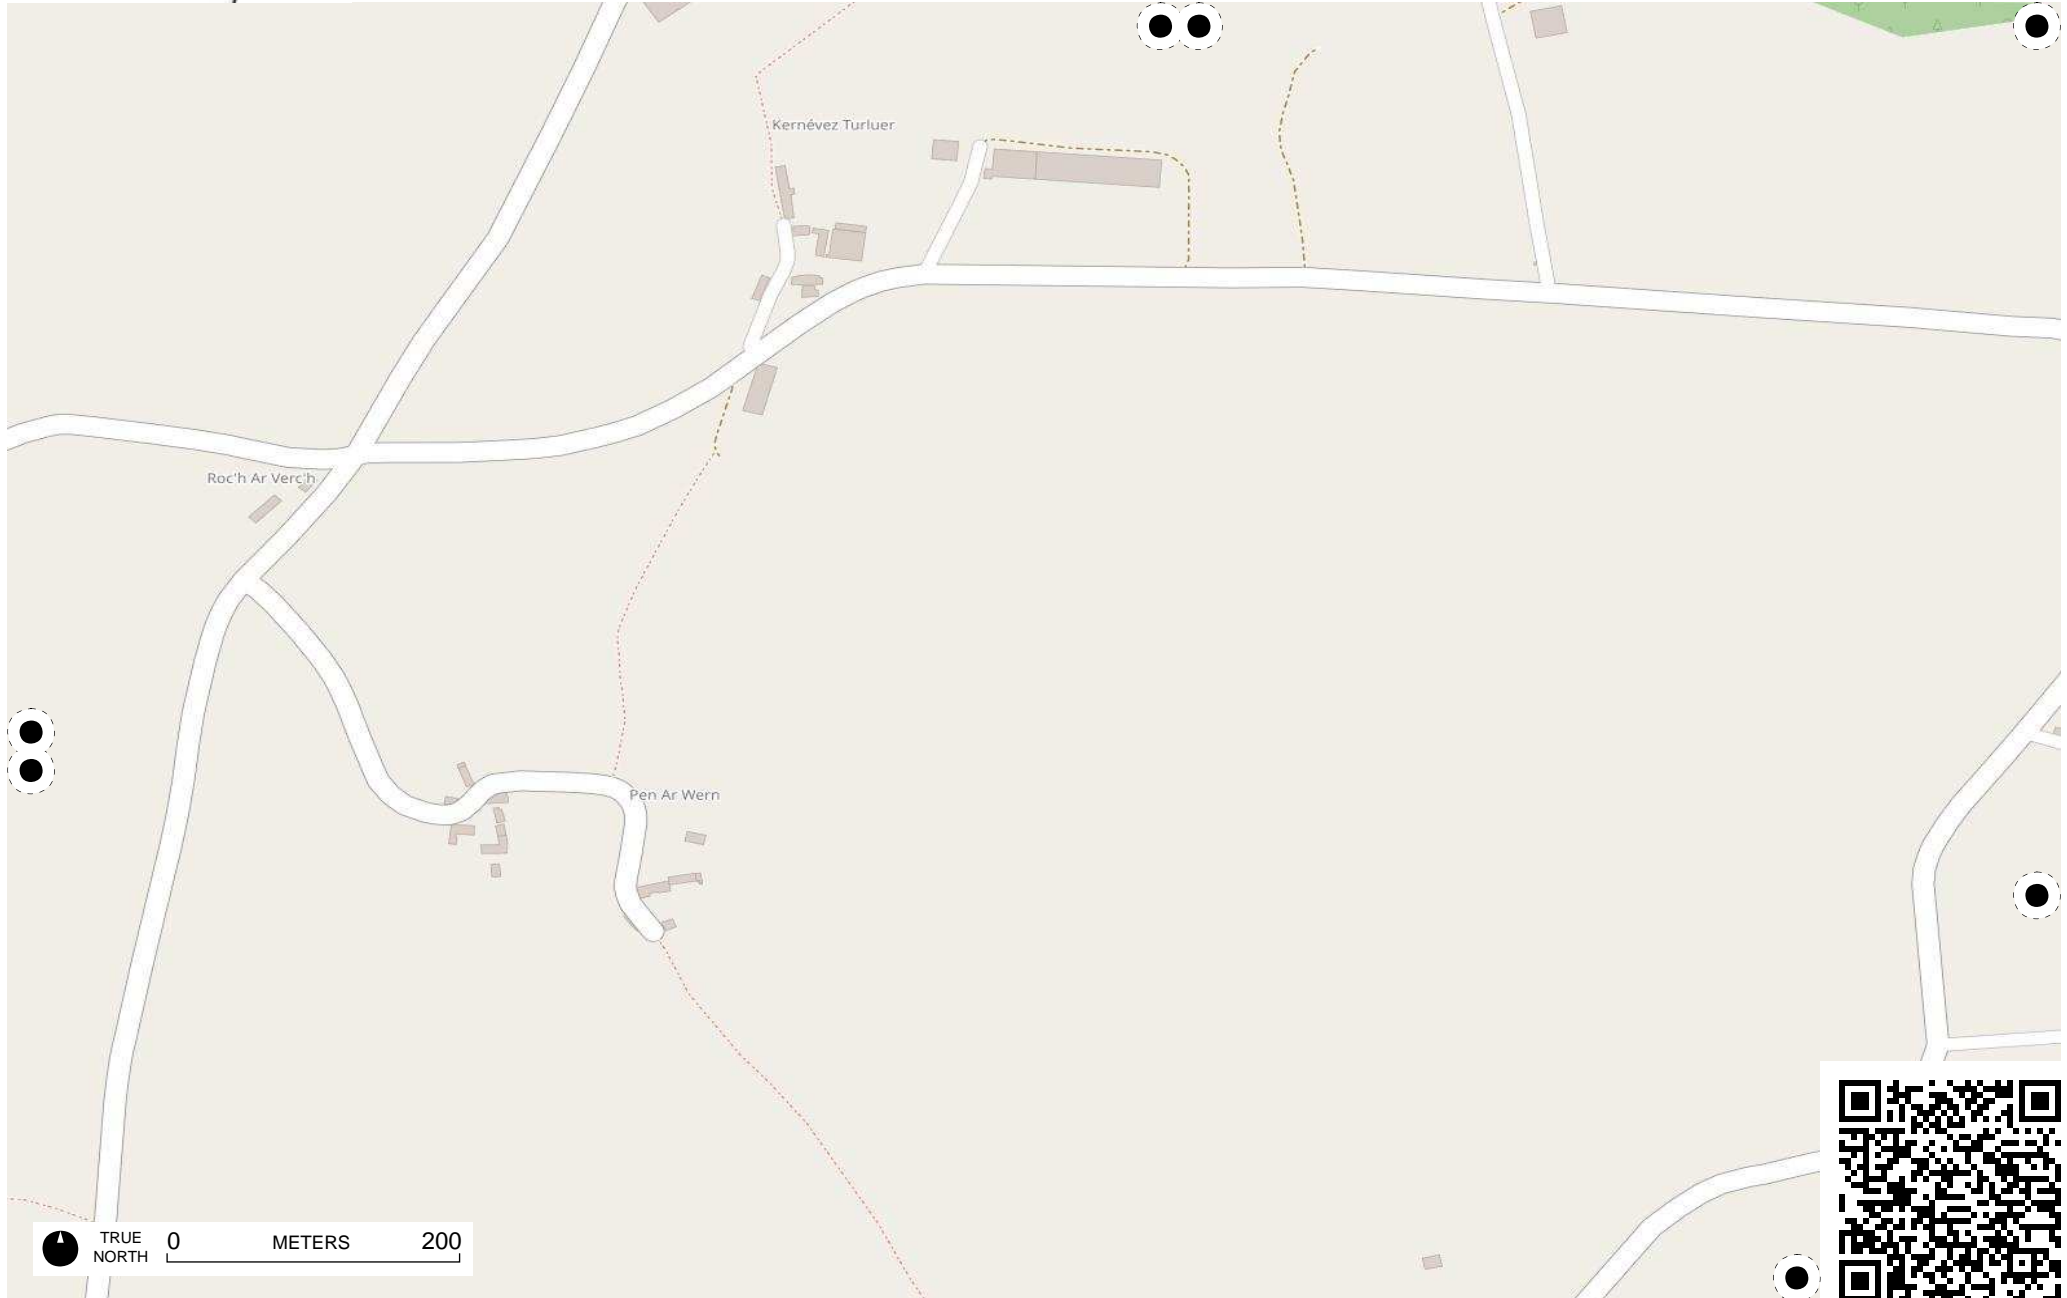 Kernévez Turluer
Roc'h Ar Verc'h
Pen Ar Wern
TRUE
NORTH
0 METERS 200